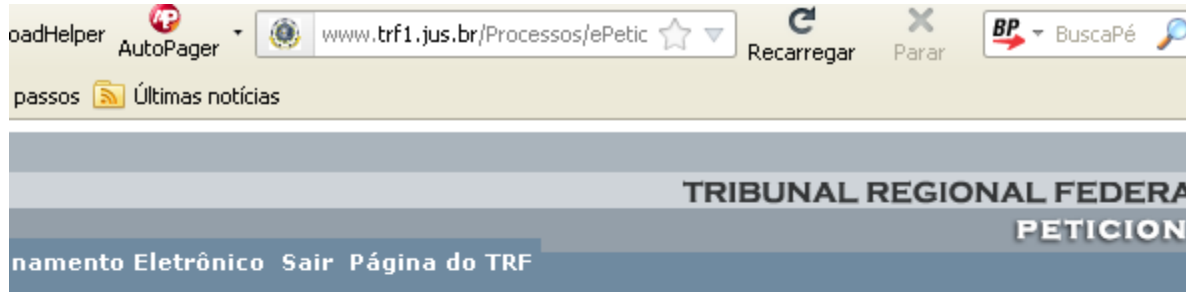 oadHelper AutoPager www.trf1.jus.br/Processos/ePetic Recarregar Parar BP BuscaPé
passos Últimas notícias
TRIBUNAL REGIONAL FEDERA
PETICION
namento Eletrônico Sair Página do TRF